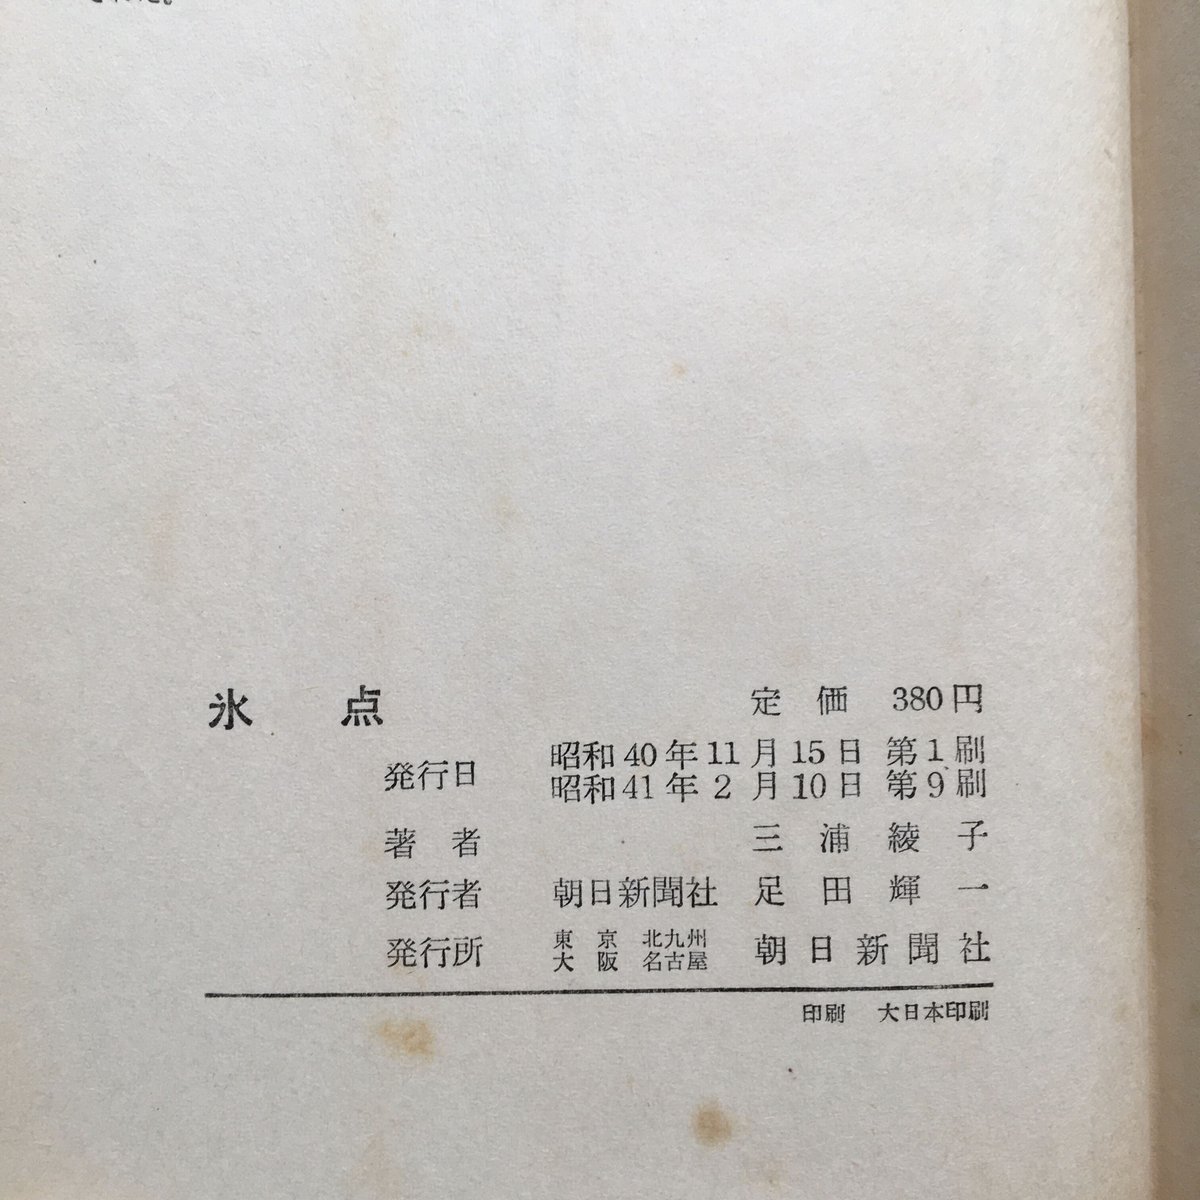 された。
氷点 定価 380円
発行日 昭和40年11月15日 第1刷
昭和41年2月10日 第9刷
著者 三浦綾子
発行者 朝日新聞社 足田輝一
発行所 東京 北九州 大阪 名古屋 朝日新聞社
印刷 大日本印刷